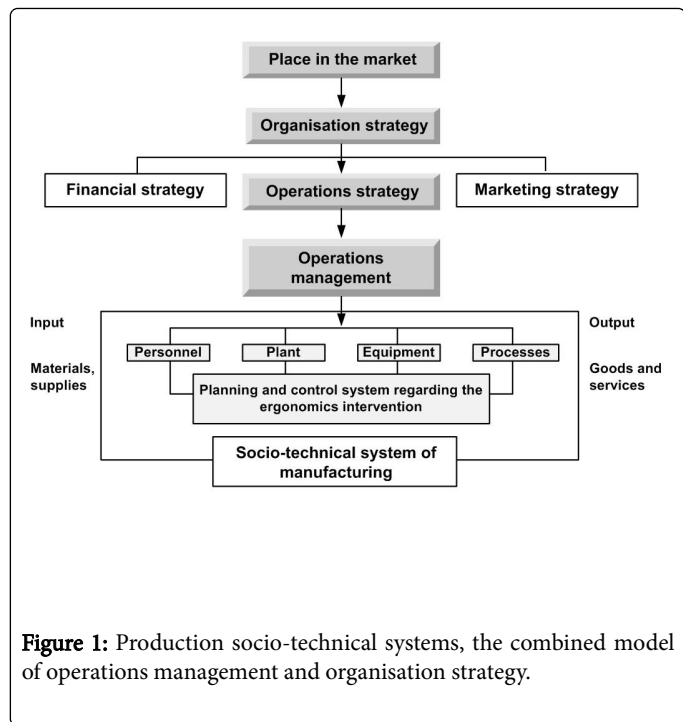 Place in the market
Organisation strategy
Financial strategy
Operations strategy
Marketing strategy
Operations
management
Input
Output
Personnel
Plant
Equipment
Processes
Materials,
supplies
Goods and
services
Planning and control system regarding the
ergonomics intervention
Socio-technical system of
manufacturing
Figure 1: Production socio-technical systems, the combined model
of operations management and organisation strategy.